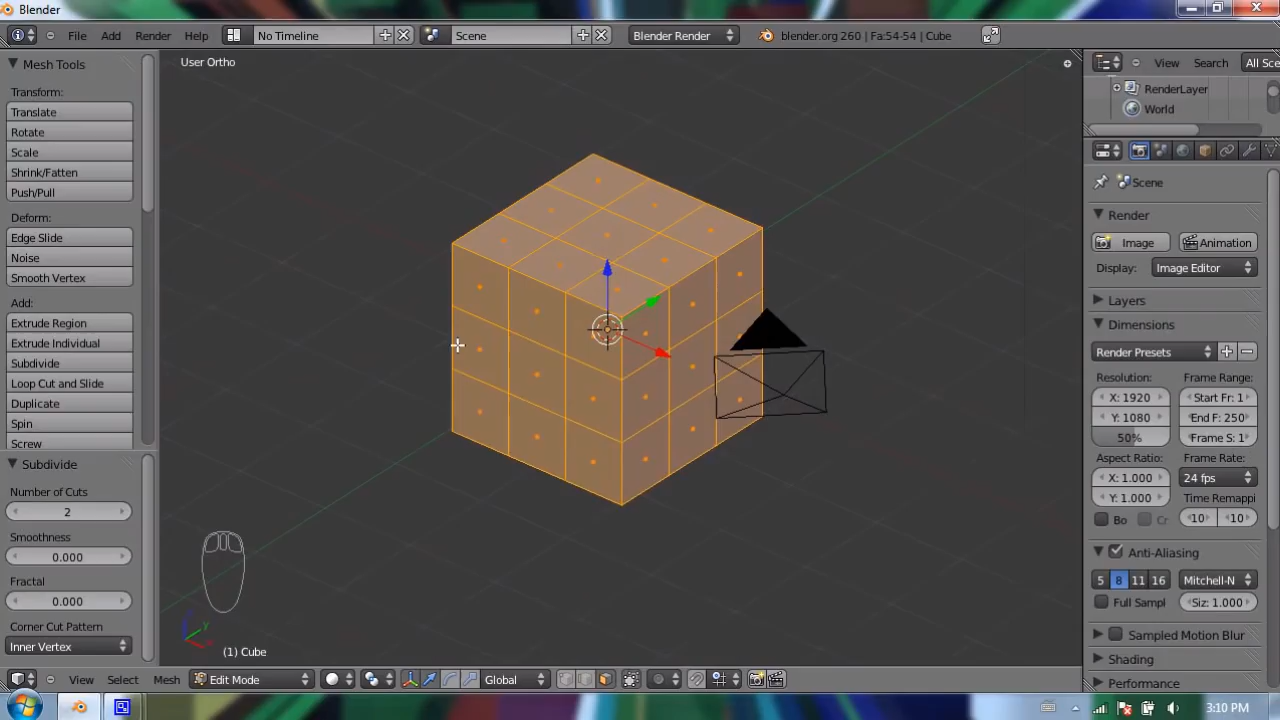 Blender
File Add Render Help No Timeline Scene Blender Render blender.org 260 | Fa:54-54 | Cube
Mesh Tools
Transform:
Translate
Rotate
Scale
Shrink/Fatten
Push/Pull
Deform:
Edge Slide
Noise
Smooth Vertex
Add:
Extrude Region
Extrude Individual
Subdivide
Loop Cut and Slide
Duplicate
Spin
Screw
Subdivide
Number of Cuts
2
Smoothness
0.000
Fractal
0.000
Corner Cut Pattern
Inner Vertex
User Ortho
(1) Cube
View Select Mesh Edit Mode Global
View Search All Sce
RenderLayer
World
Scene
Render
Image Animation
Display: Image Editor
Layers
Dimensions
Render Presets
Resolution: Frame Range:
X: 1920 Start Fr: 1
Y: 1080 End F: 250
50% Frame S: 1
Aspect Ratio: Frame Rate:
X: 1.000 24 fps
Y: 1.000 Time Remappi
Bo Cr 10 10
Anti-Aliasing
5 8 11 16 Mitchell-N
Full Sampl Siz: 1.000
Sampled Motion Blur
Shading
Performance
3:10 PM